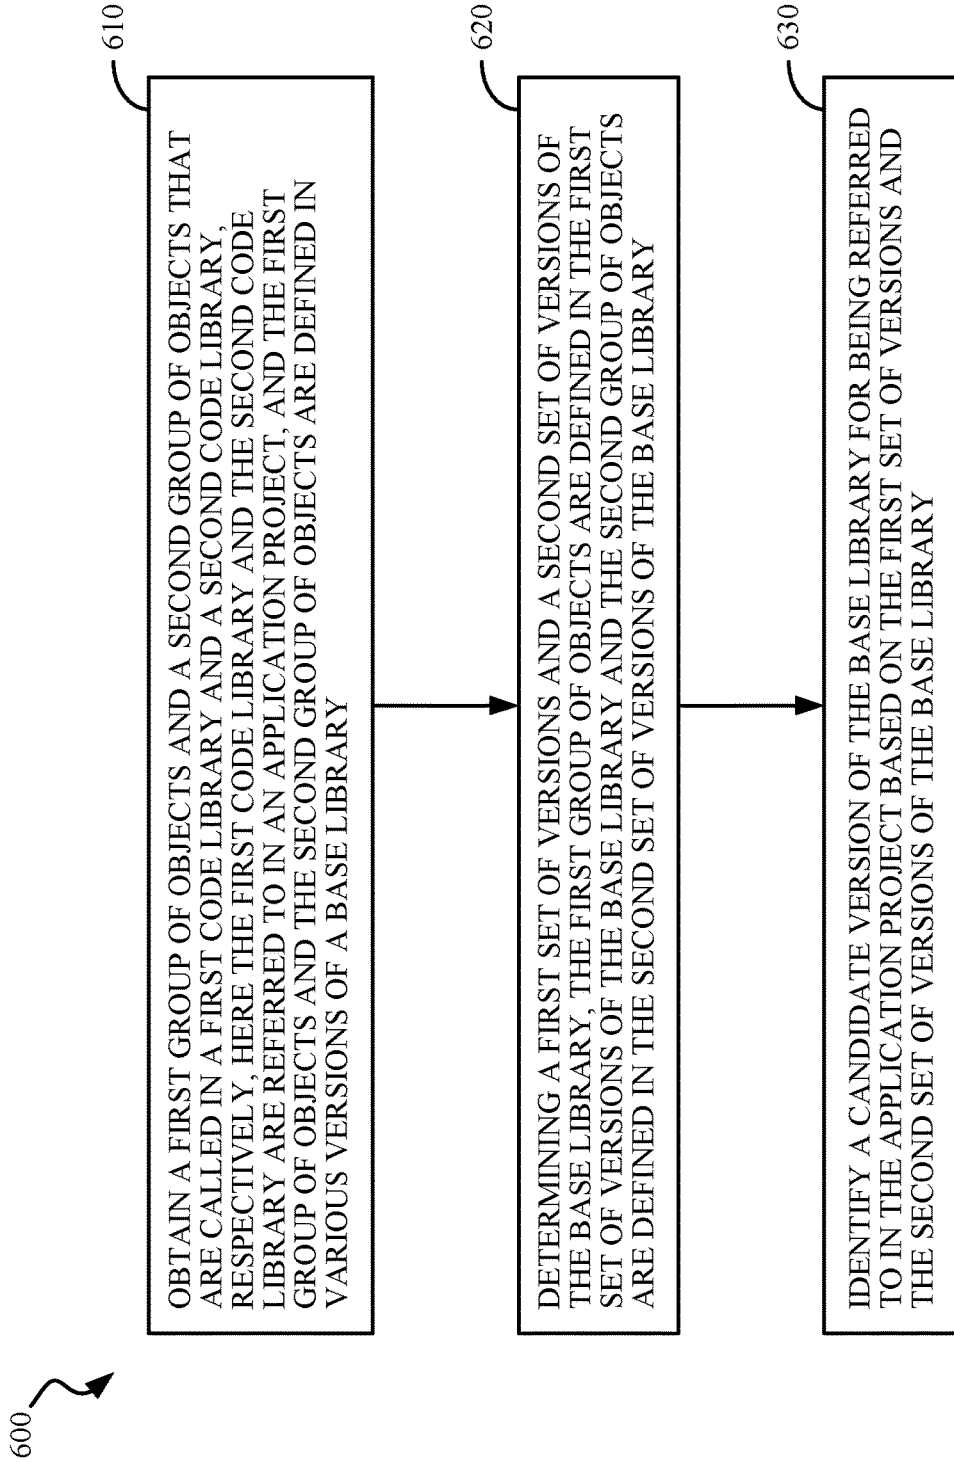 600
610
OBTAIN A FIRST GROUP OF OBJECTS AND A SECOND GROUP OF OBJECTS THAT
ARE CALLED IN A FIRST CODE LIBRARY AND A SECOND CODE LIBRARY,
RESPECTIVELY, HERE THE FIRST CODE LIBRARY AND THE SECOND CODE
LIBRARY ARE REFERRED TO IN AN APPLICATION PROJECT, AND THE FIRST
GROUP OF OBJECTS AND THE SECOND GROUP OF OBJECTS ARE DEFINED IN
VARIOUS VERSIONS OF A BASE LIBRARY
620
DETERMINING A FIRST SET OF VERSIONS AND A SECOND SET OF VERSIONS OF
THE BASE LIBRARY, THE FIRST GROUP OF OBJECTS ARE DEFINED IN THE FIRST
SET OF VERSIONS OF THE BASE LIBRARY AND THE SECOND GROUP OF OBJECTS
ARE DEFINED IN THE SECOND SET OF VERSIONS OF THE BASE LIBRARY
630
IDENTIFY A CANDIDATE VERSION OF THE BASE LIBRARY FOR BEING REFERRED
TO IN THE APPLICATION PROJECT BASED ON THE FIRST SET OF VERSIONS AND
THE SECOND SET OF VERSIONS OF THE BASE LIBRARY